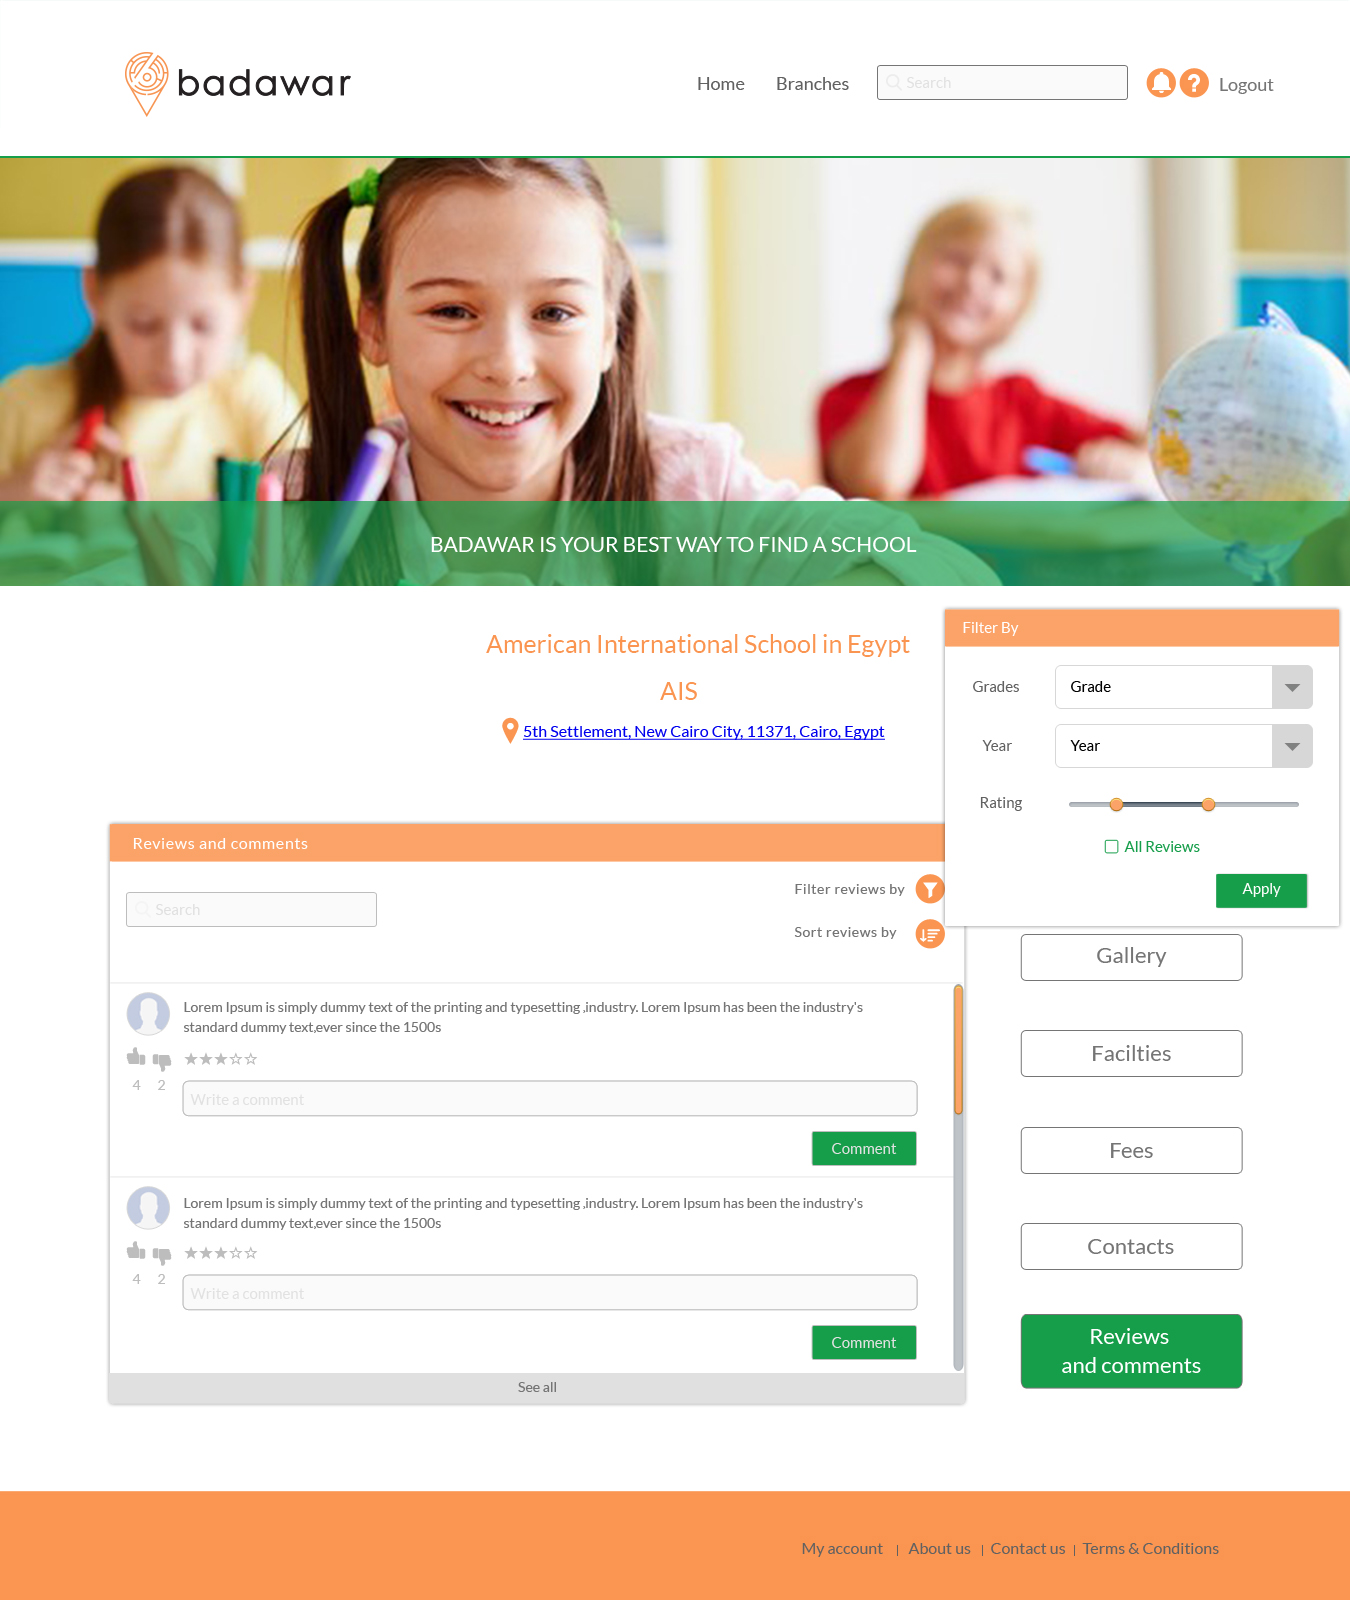 badawar
Home
Branches
Search
Logout
BADAWAR IS YOUR BEST WAY TO FIND A SCHOOL
American International School in Egypt
AIS
5th Settlement, New Cairo City, 11371, Cairo, Egypt
Filter By
Grades
Grade
Year
Year
Rating
All Reviews
Apply
Reviews and comments
Search
Filter reviews by
Sort reviews by
Lorem Ipsum is simply dummy text of the printing and typesetting ,industry. Lorem Ipsum has been the industry's
standard dummy text,ever since the 1500s
4 2
Write a comment
Comment
Lorem Ipsum is simply dummy text of the printing and typesetting ,industry. Lorem Ipsum has been the industry's
standard dummy text,ever since the 1500s
4 2
Write a comment
Comment
See all
Gallery
Facilties
Fees
Contacts
Reviews
and comments
My account | About us | Contact us | Terms & Conditions